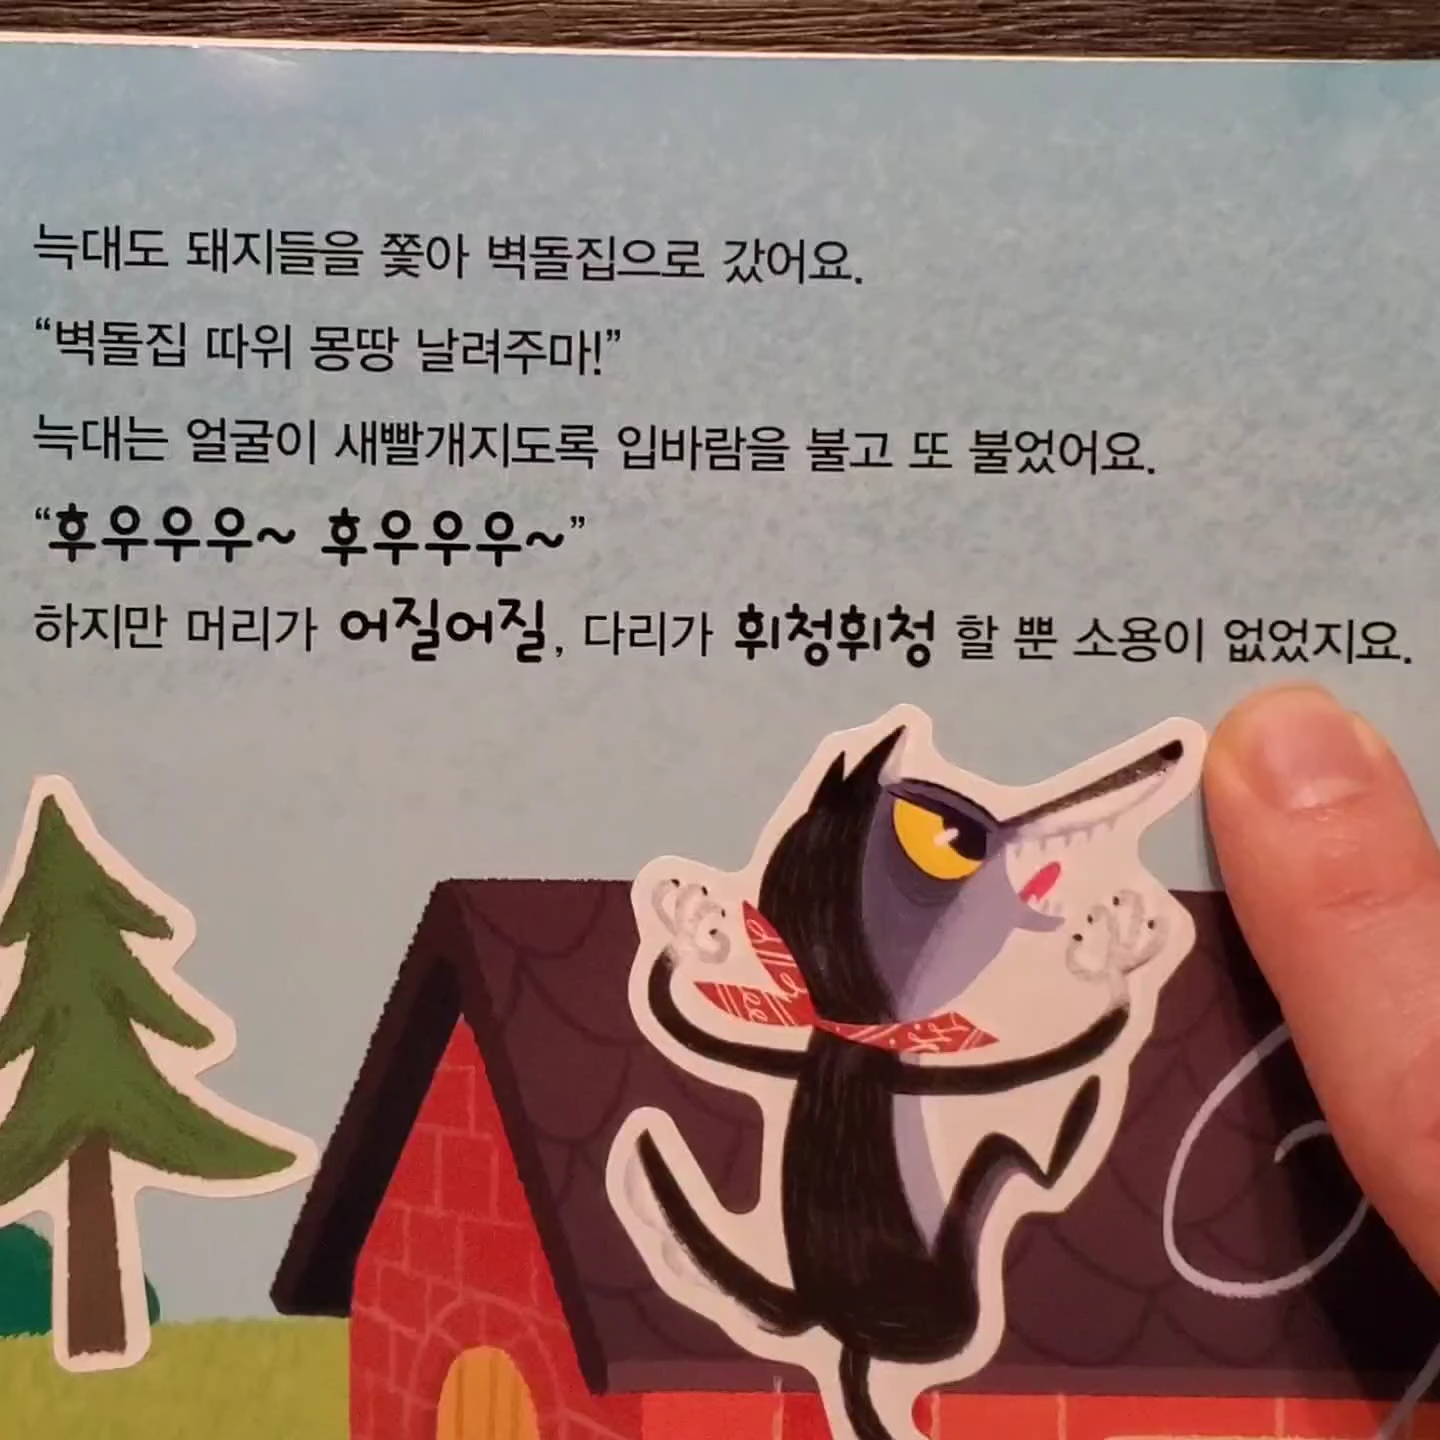 늑대도 돼지들을 쫓아 벽돌집으로 갔어요.
“벽돌집 따위 몽땅 날려주마!”
늑대는 얼굴이 새빨개지도록 입바람을 불고 또 불었어요.
“후우우우~ 후우우우~”
하지만 머리가 어질어질, 다리가 휘청휘청 할 뿐 소용이 없었지요.